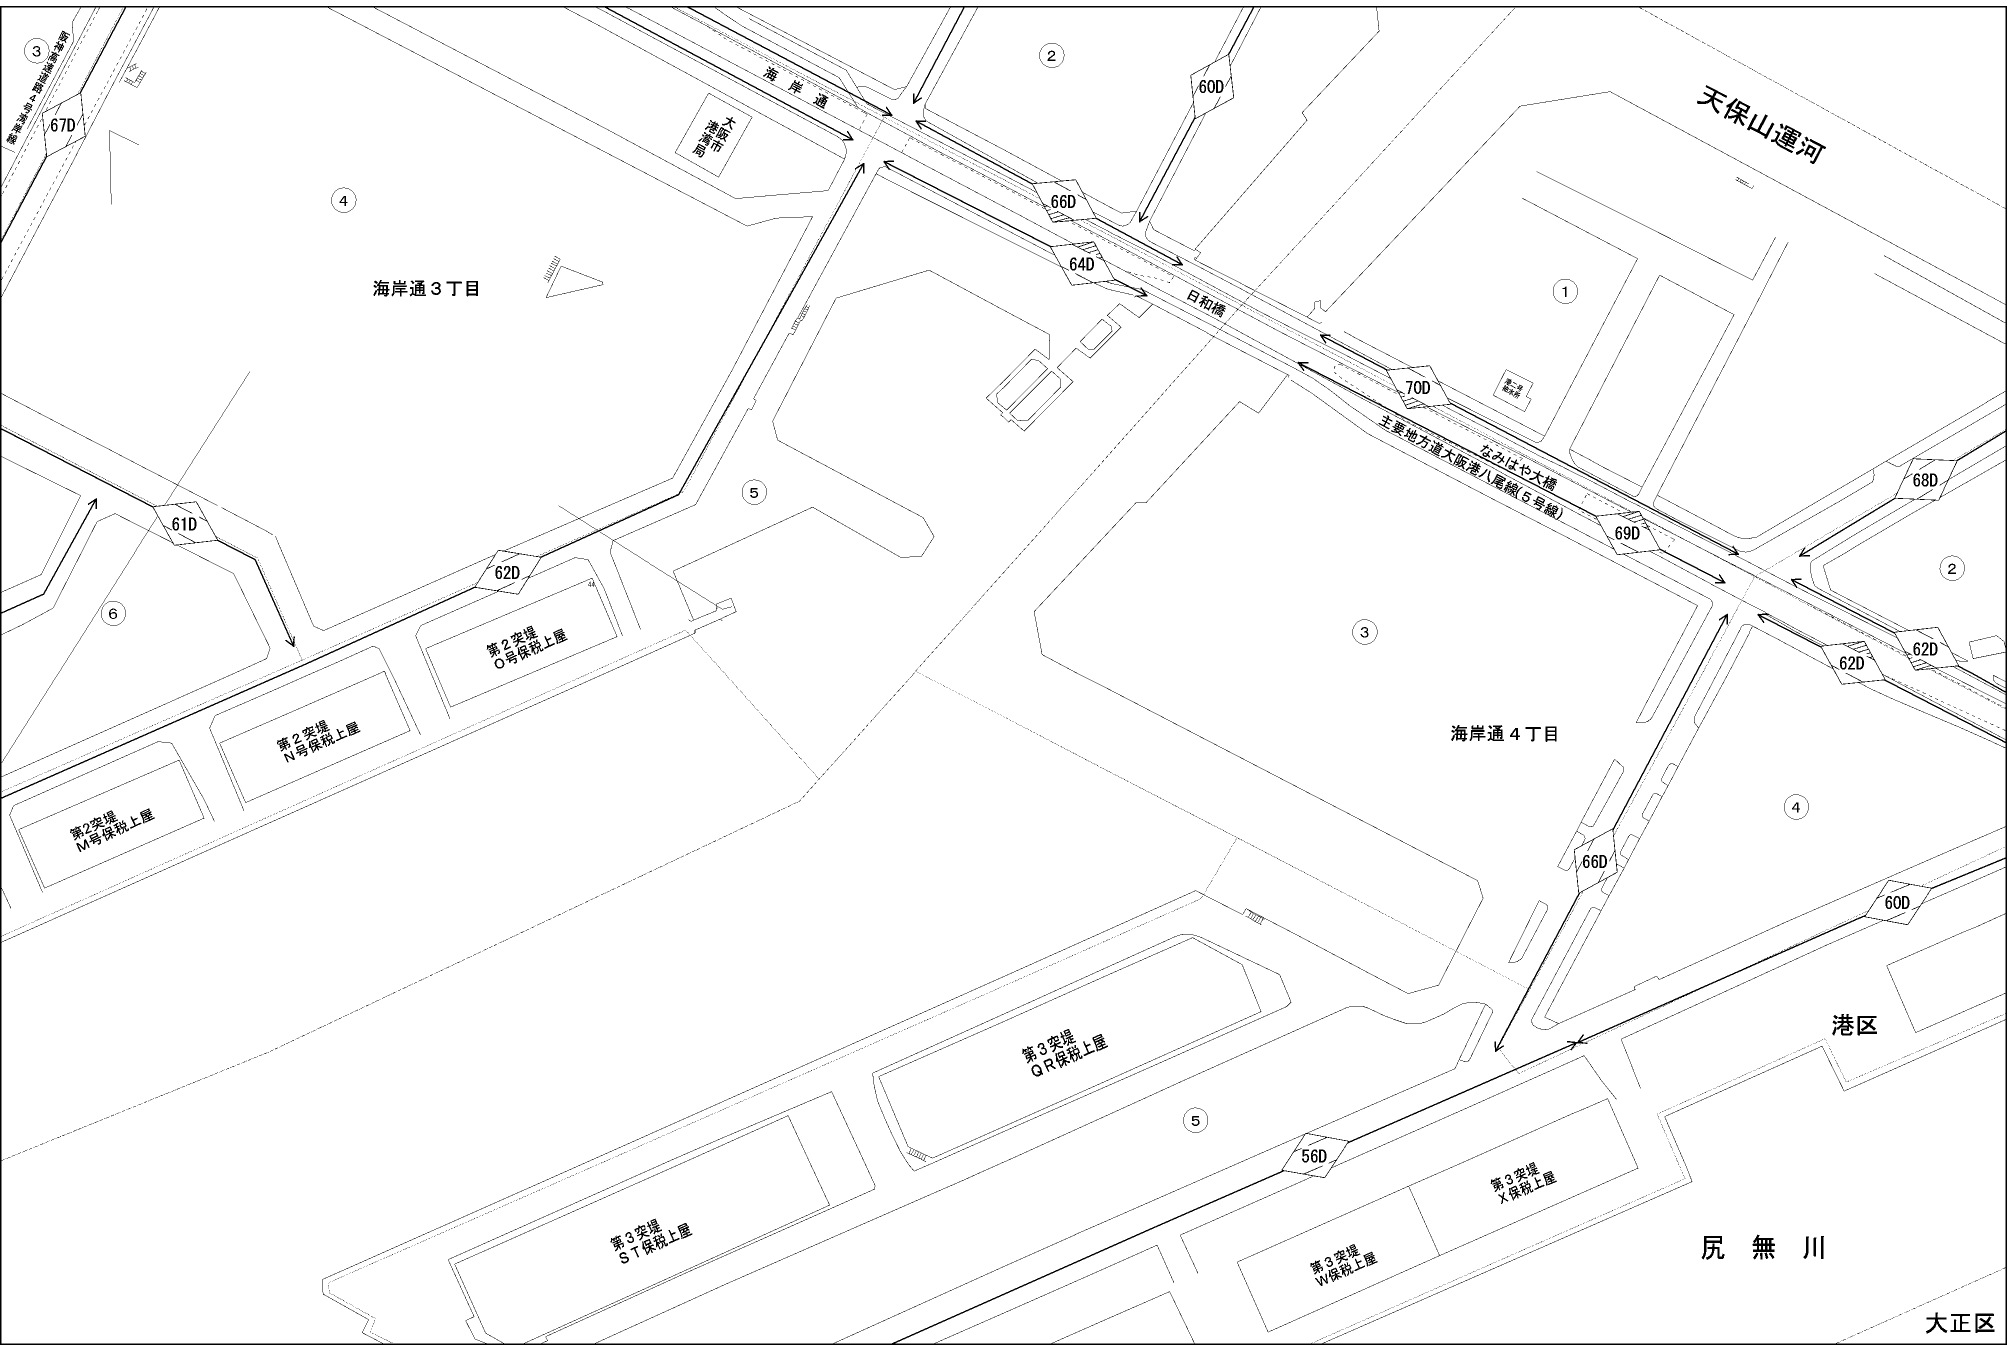 ③
阪神高速道路４号湾岸線
67D
海岸通
②
60D
天保山運河
大阪市
港湾局
④
66D
64D
海岸通３丁目
日和橋
①
70D
港二号
主要地方道大阪港八尾線(５号線)
なみはや大橋
68D
⑤
61D
69D
62D
②
44
⑥
第２突堤
O号保税上屋
③
62D
62D
第２突堤
N号保税上屋
海岸通４丁目
第2突堤
M号保税上屋
④
66D
60D
港区
第３突堤
QR保税上屋
⑤
56D
第３突堤
X保税上屋
第３突堤
ST保税上屋
第３突堤
W保税上屋
尻無川
大正区